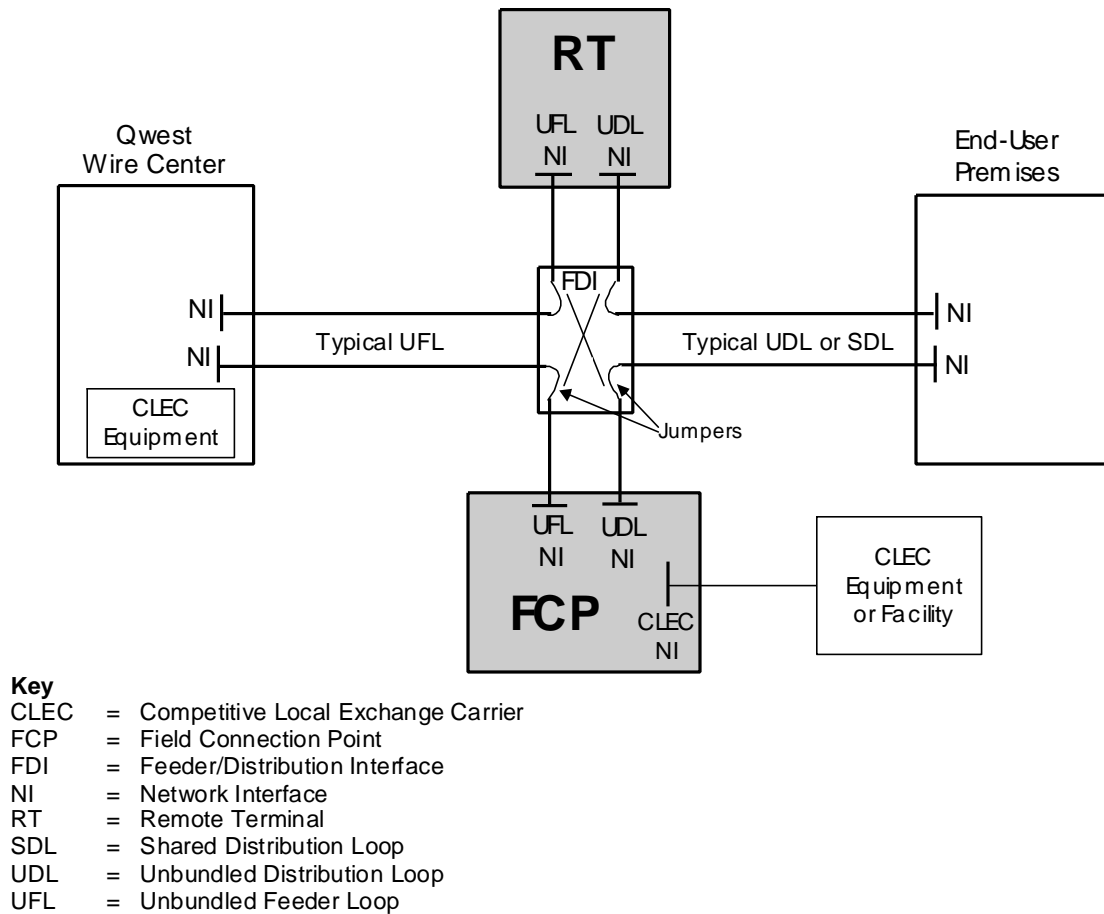 RT
UFL UDL
NI NI
Qwest
Wire Center
End-User
Premises
FDI
NI
NI
Typical UFL
Typical UDL or SDL
NI
NI
CLEC
Equipment
Jumpers
UFL UDL
NI NI
FCP
CLEC
NI
CLEC
Equipment
or Facility
Key
CLEC = Competitive Local Exchange Carrier
FCP = Field Connection Point
FDI = Feeder/Distribution Interface
NI = Network Interface
RT = Remote Terminal
SDL = Shared Distribution Loop
UDL = Unbundled Distribution Loop
UFL = Unbundled Feeder Loop